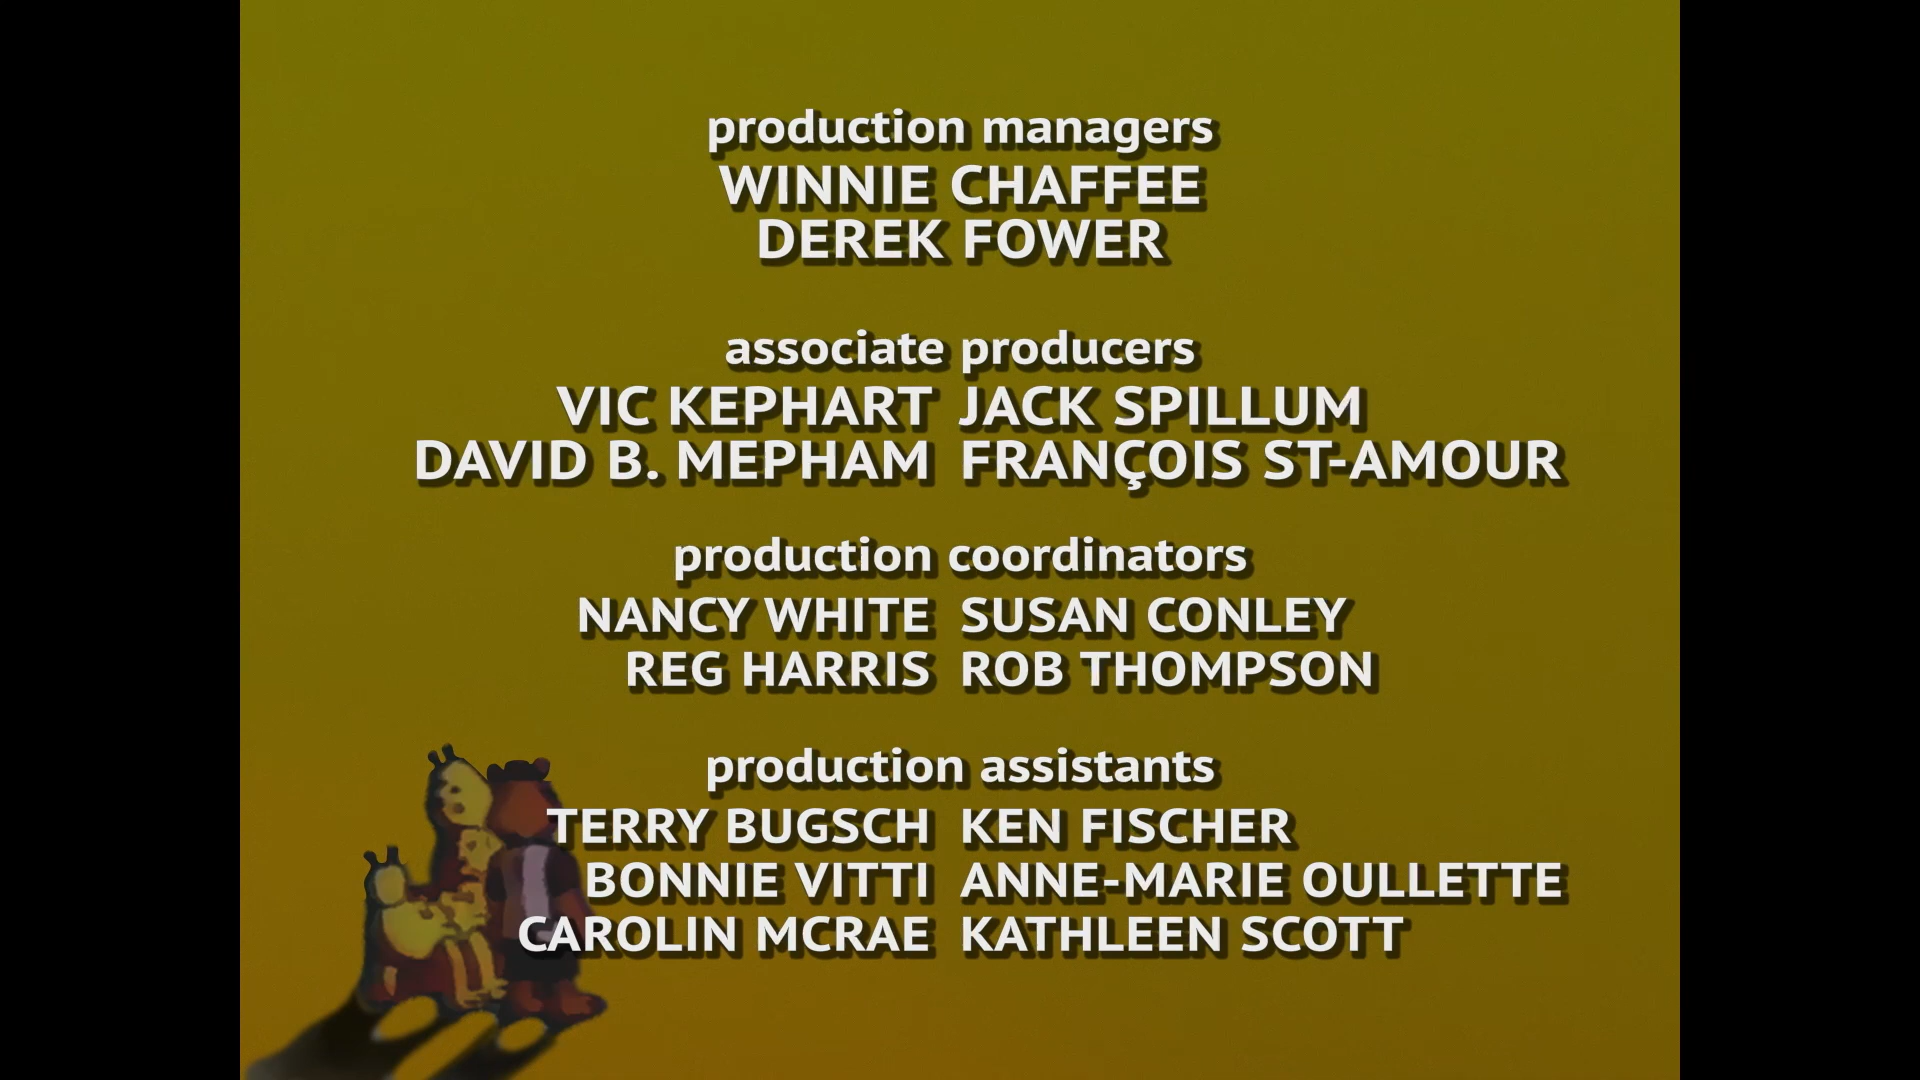 production managers
WINNIE CHAFFEE
DEREK FOWER
associate producers
VIC KEPHART JACK SPILLUM
DAVID B. MEPHAM FRANÇOIS ST-AMOUR
production coordinators
NANCY WHITE SUSAN CONLEY
REG HARRIS ROB THOMPSON
production assistants
TERRY BUGSCH KEN FISCHER
BONNIE VITTI ANNE-MARIE OULLETTE
CAROLIN MCRAE KATHLEEN SCOTT